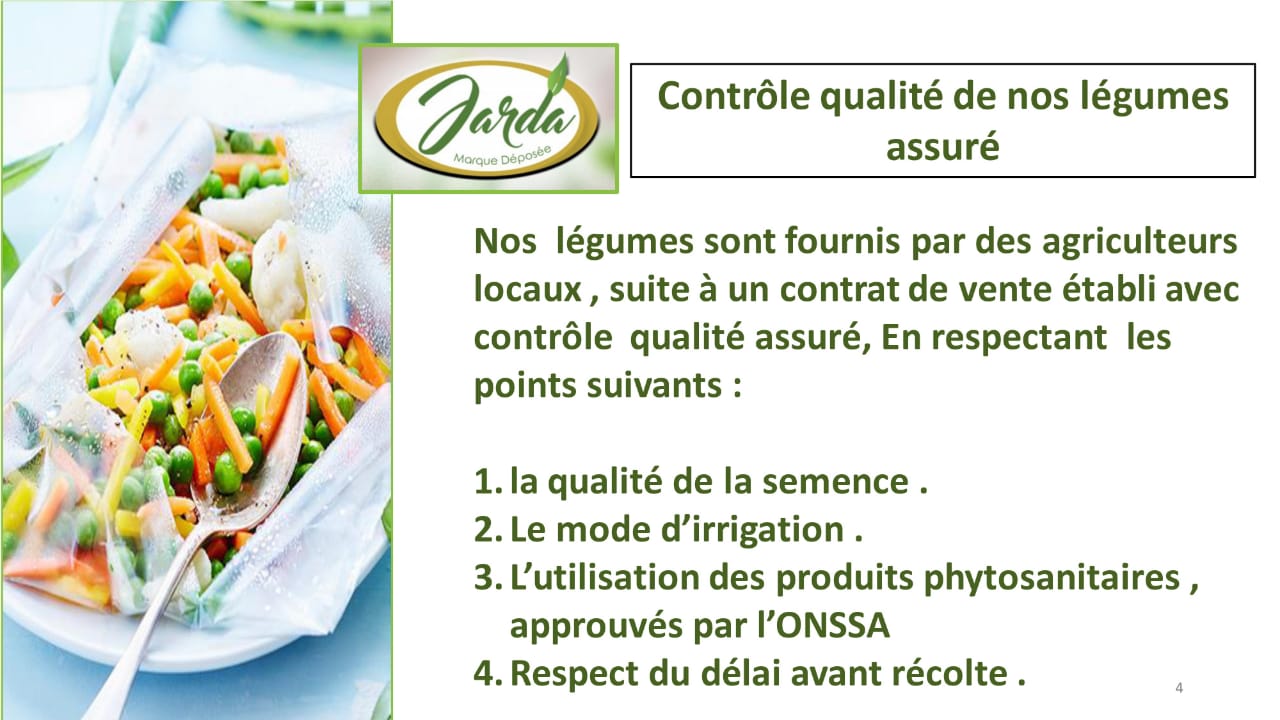 Jarda
Marque Déposée
Contrôle qualité de nos légumes
assuré
Nos  légumes sont fournis par des agriculteurs
locaux , suite à un contrat de vente établi avec
contrôle  qualité assuré, En respectant  les
points suivants :
1. la qualité de la semence .
2. Le mode d’irrigation .
3. L’utilisation des produits phytosanitaires ,
approuvés par l’ONSSA
4. Respect du délai avant récolte .
4